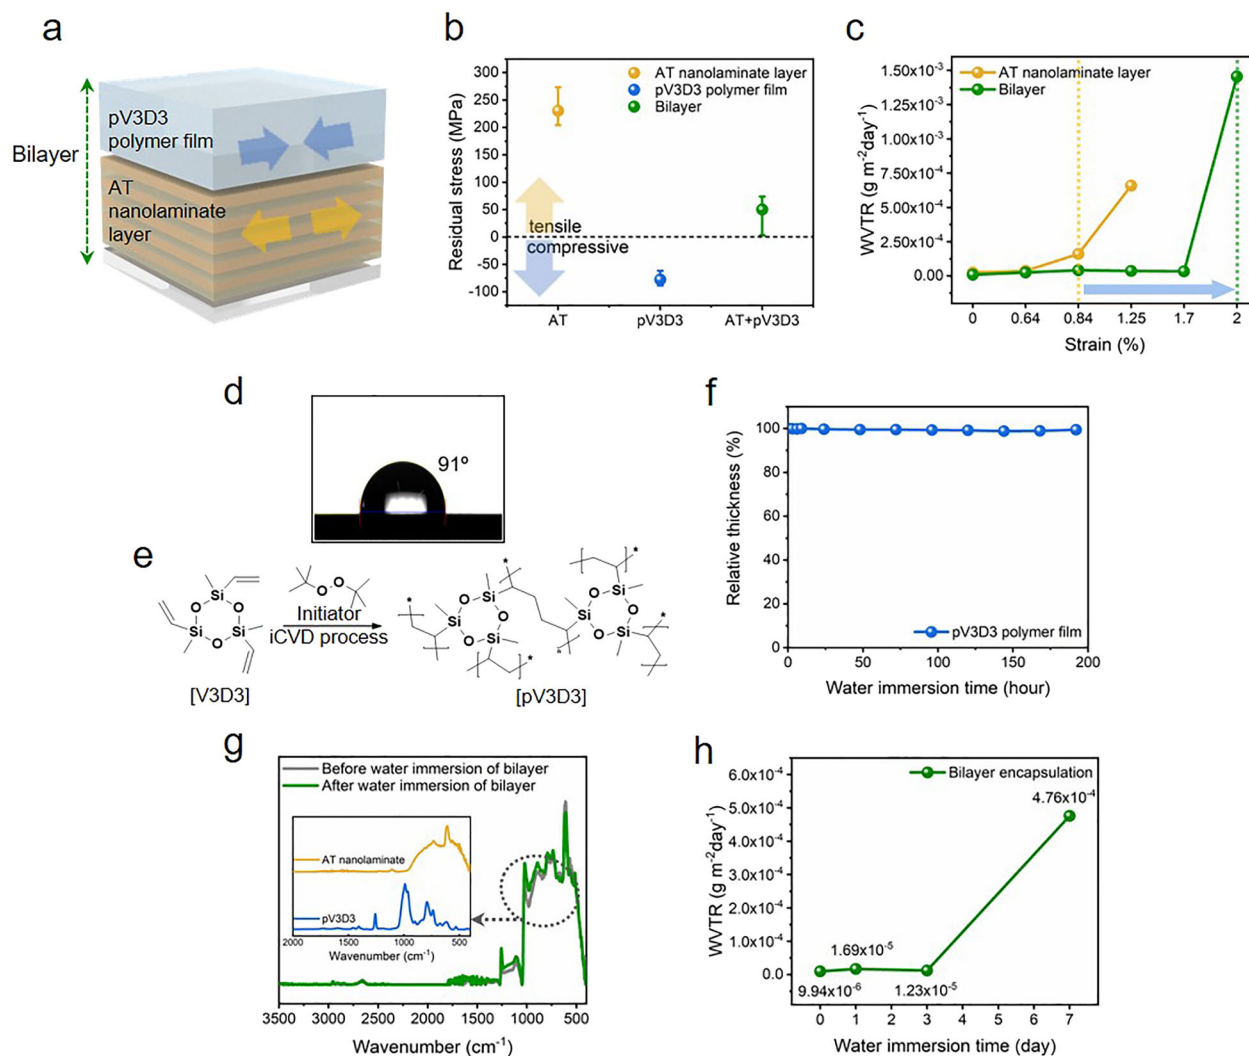 a
Bilayer
pV3D3
polymer film
AT
nanolaminate
layer
b
Residual stress (MPa)
300
250
200
150
100
50
0
-50
-100
AT nanolaminate layer
pV3D3 polymer film
Bilayer
tensile
compressive
AT
pV3D3
AT+pV3D3
c
WVTR (g m⁻²day⁻¹)
1.50x10⁻³
1.25x10⁻³
1.00x10⁻³
7.50x10⁻⁴
5.00x10⁻⁴
2.50x10⁻⁴
0.00
AT nanolaminate layer
Bilayer
0
0.64
0.84
1.25
1.7
2
Strain (%)
d
91º
e
Si
O
Si
O
Si
O
[V3D3]
O
O
Initiator
iCVD process
*
*
*
*
*
*
Si
O
Si
O
Si
O
Si
O
Si
O
Si
O
n
[pV3D3]
f
Relative thickness (%)
100
80
60
40
20
0
pV3D3 polymer film
0
50
100
150
200
Water immersion time (hour)
g
Before water immersion of bilayer
After water immersion of bilayer
AT nanolaminate
pV3D3
2000
1500
1000
500
Wavenumber (cm⁻¹)
3500
3000
2500
2000
1500
1000
500
Wavenumber (cm⁻¹)
h
WVTR (g m⁻²day⁻¹)
6.0x10⁻⁴
5.0x10⁻⁴
4.0x10⁻⁴
3.0x10⁻⁴
2.0x10⁻⁴
1.0x10⁻⁴
0.0
Bilayer encapsulation
4.76x10⁻⁴
1.69x10⁻⁵
9.94x10⁻⁶
1.23x10⁻⁵
0
1
2
3
4
5
6
7
Water immersion time (day)